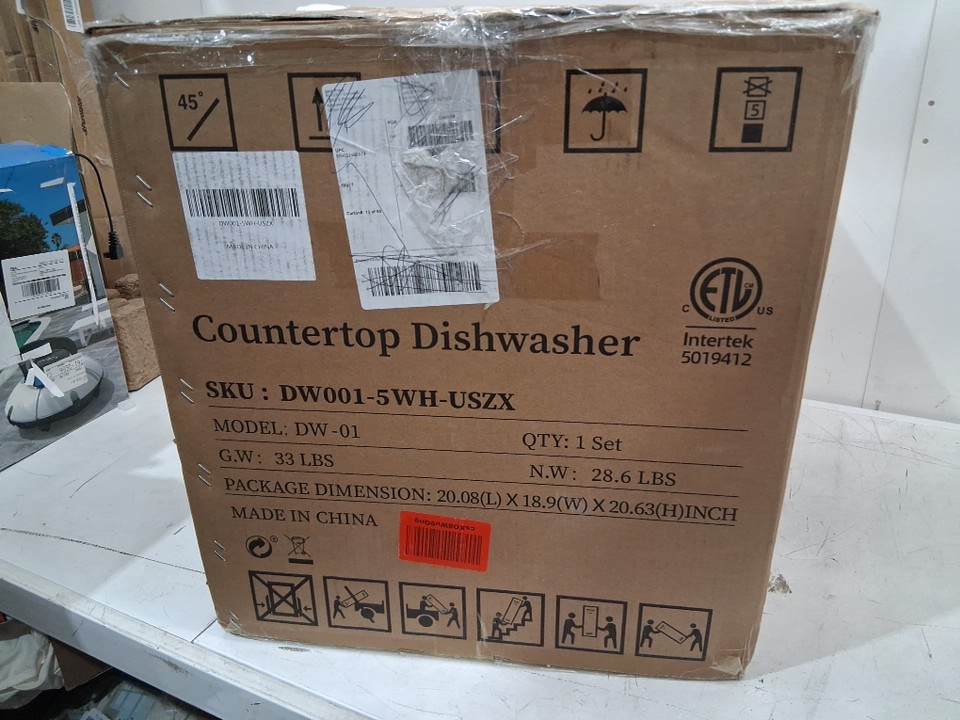 45°
5
DW001-5WH-USZX
MADE IN CHINA
Countertop Dishwasher
ETL
CM
C
US
LISTED
Intertek
5019412
SKU : DW001-5WH-USZX
MODEL: DW-01
QTY: 1 Set
G.W : 33 LBS
N.W : 28.6 LBS
PACKAGE DIMENSION: 20.08(L) X 18.9(W) X 20.63(H)INCH
MADE IN CHINA